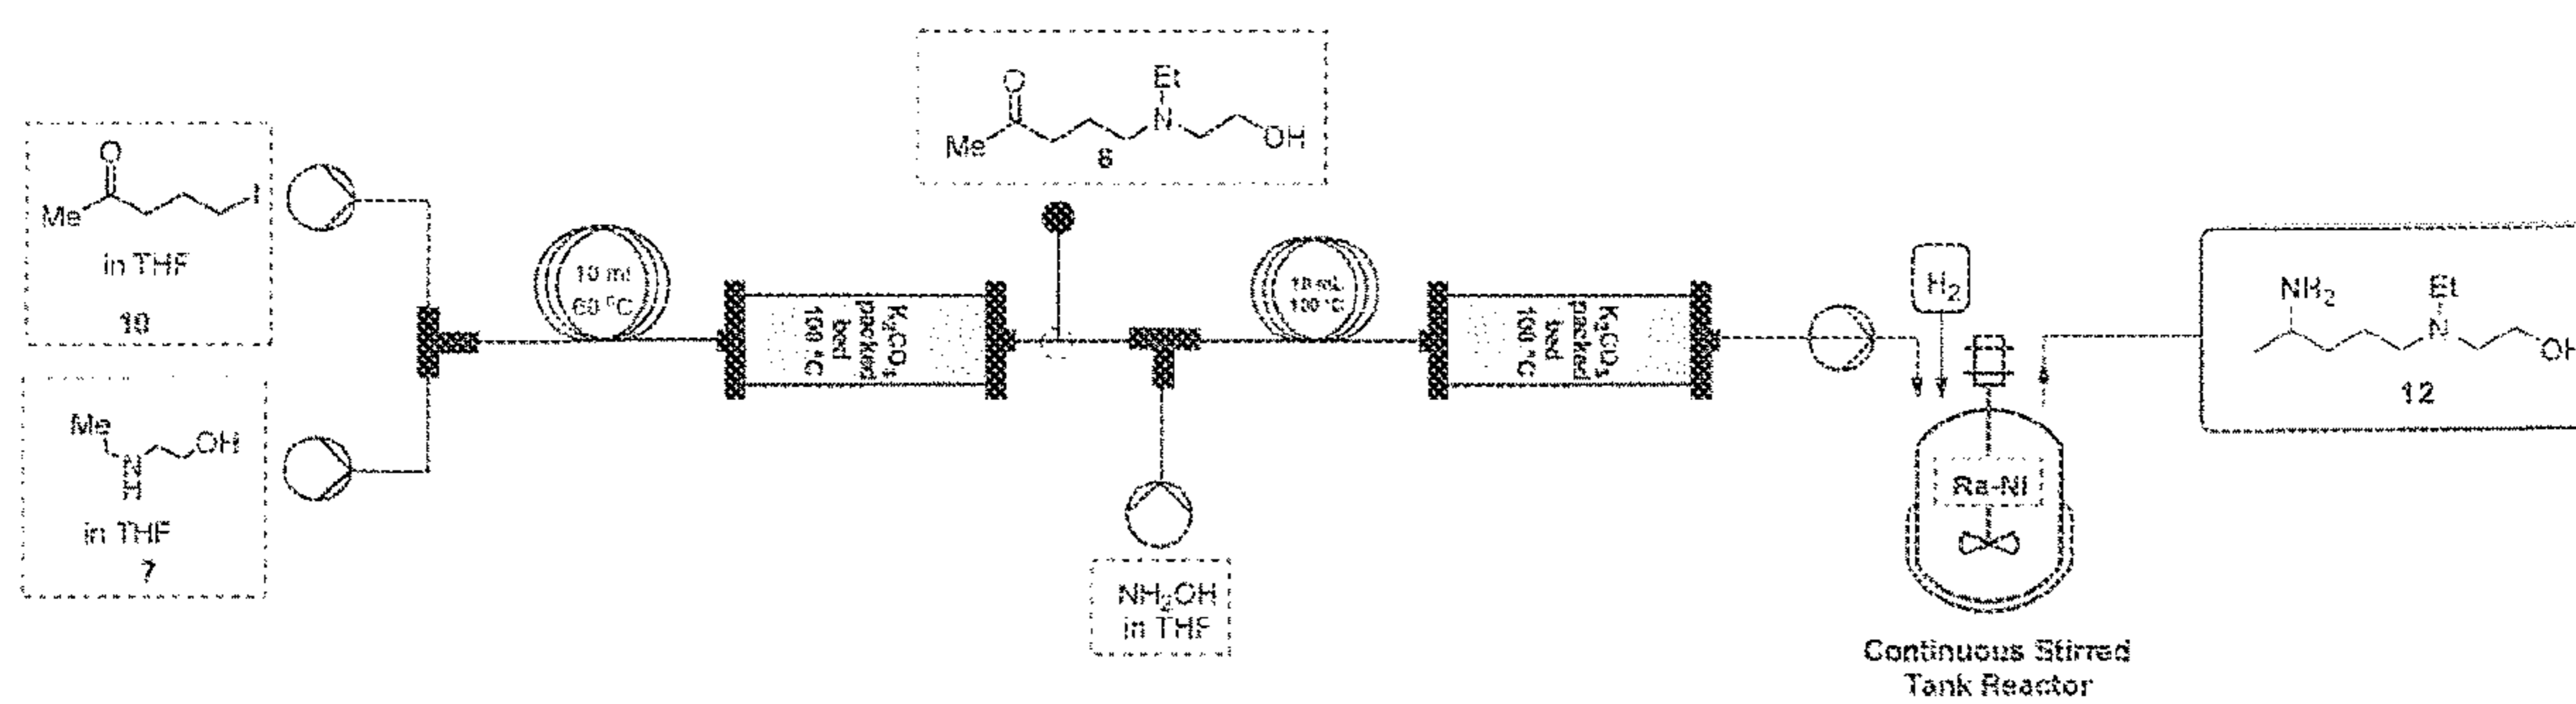 O
Me
I
in THF
10
Me
N
H
OH
in THF
7
10 ml
60 °C
K₂CO₃
packed
bed
100 °C
O
Et
Me
N
OH
6
NH₂OH
in THF
10 mL
100 °C
K₂CO₃
packed
bed
100 °C
H₂
Ra-Ni
Continuous Stirred
Tank Reactor
NH₂
Et
N
OH
12